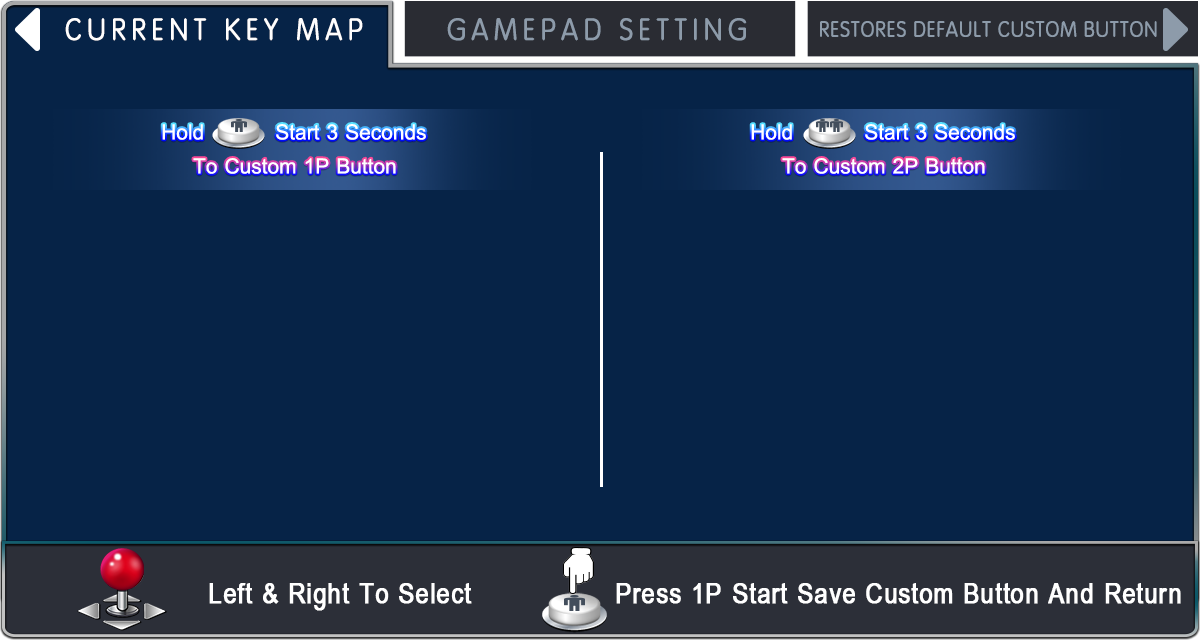 CURRENT KEY MAP
GAMEPAD SETTING
RESTORES DEFAULT CUSTOM BUTTON
Hold Start 3 Seconds
To Custom 1P Button
Hold Start 3 Seconds
To Custom 2P Button
Left & Right To Select
Press 1P Start Save Custom Button And Return